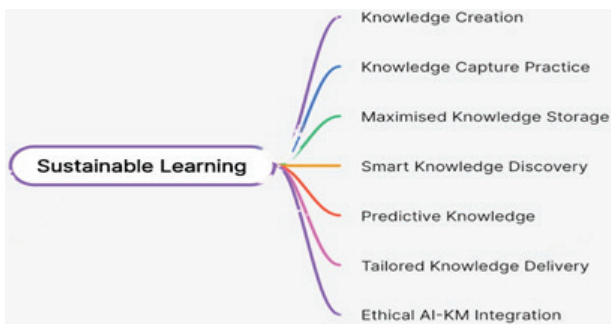 Knowledge Creation
Knowledge Capture Practice
Maximised Knowledge Storage
Sustainable Learning
Smart Knowledge Discovery
Predictive Knowledge
Tailored Knowledge Delivery
Ethical AI-KM Integration